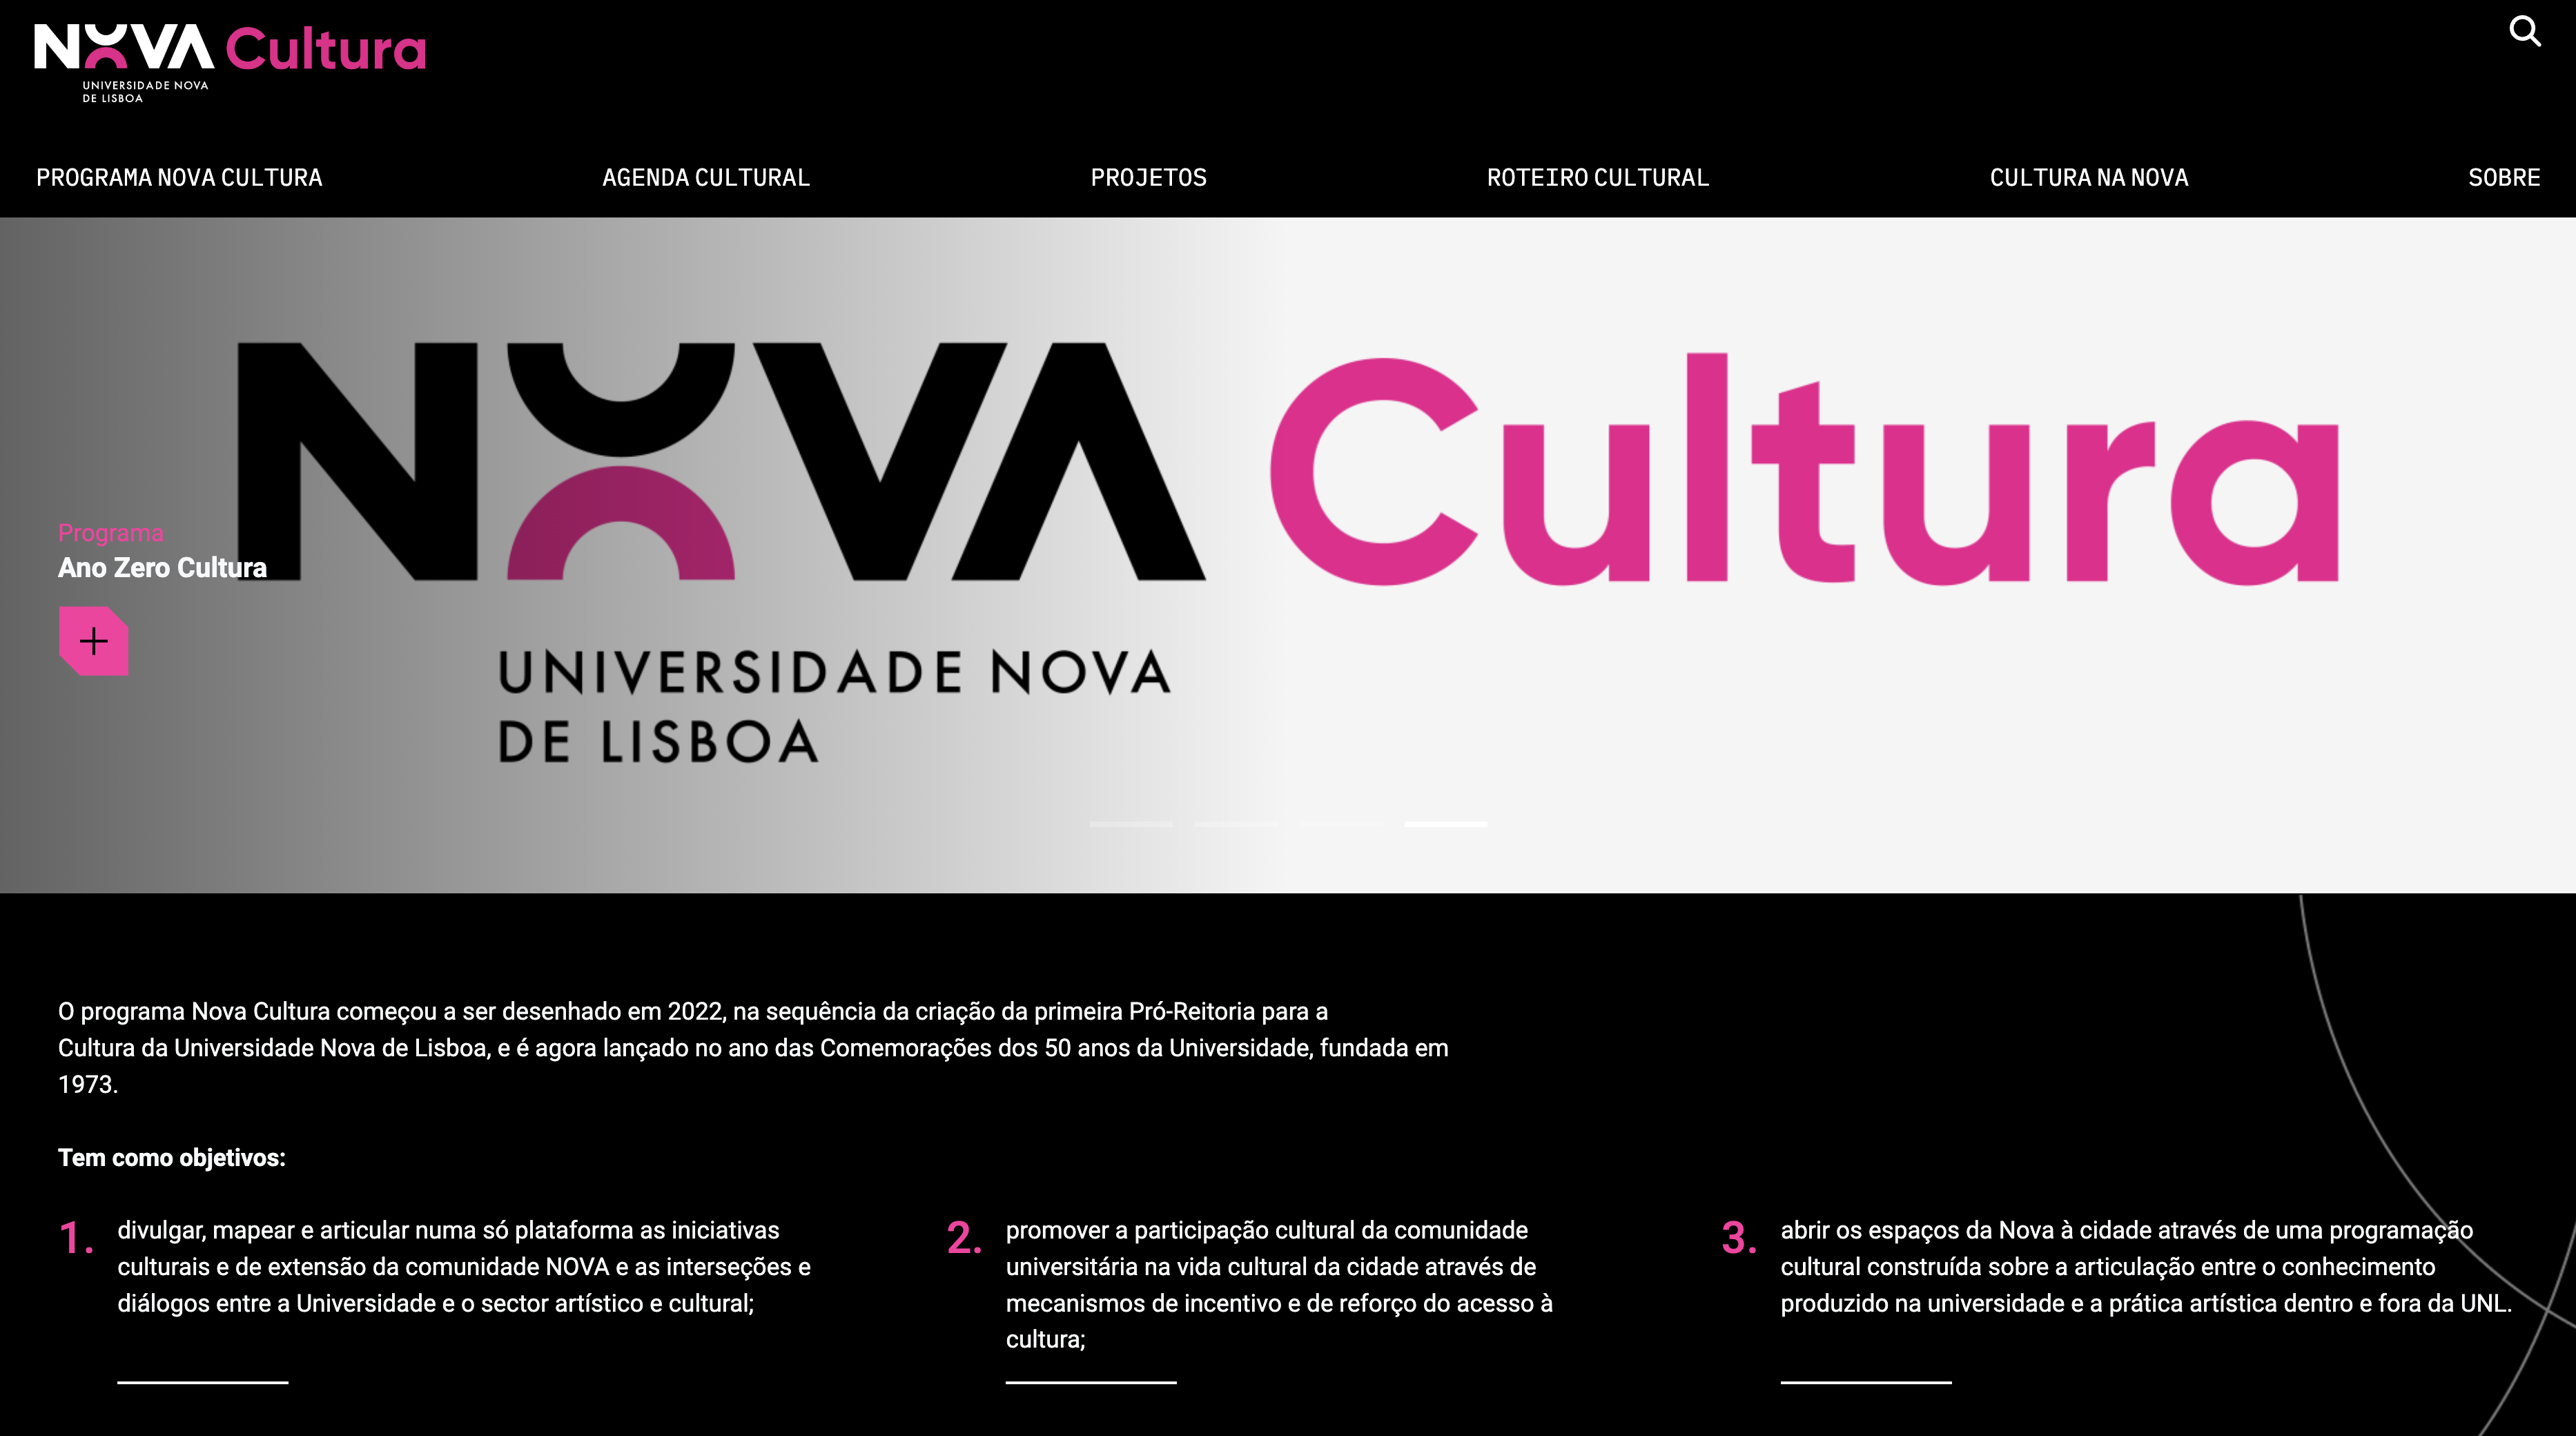 NOVA Cultura
UNIVERSIDADE NOVA
DE LISBOA
PROGRAMA NOVA CULTURA
AGENDA CULTURAL
PROJETOS
ROTEIRO CULTURAL
CULTURA NA NOVA
SOBRE
NOVA Cultura
UNIVERSIDADE NOVA
DE LISBOA
Programa
Ano Zero Cultura
+
O programa Nova Cultura começou a ser desenhado em 2022, na sequência da criação da primeira Pró-Reitoria para a
Cultura da Universidade Nova de Lisboa, e é agora lançado no ano das Comemorações dos 50 anos da Universidade, fundada em
1973.
Tem como objetivos:
1. divulgar, mapear e articular numa só plataforma as iniciativas
culturais e de extensão da comunidade NOVA e as interseções e
diálogos entre a Universidade e o sector artístico e cultural;
2. promover a participação cultural da comunidade
universitária na vida cultural da cidade através de
mecanismos de incentivo e de reforço do acesso à
cultura;
3. abrir os espaços da Nova à cidade através de uma programação
cultural construída sobre a articulação entre o conhecimento
produzido na universidade e a prática artística dentro e fora da UNL.